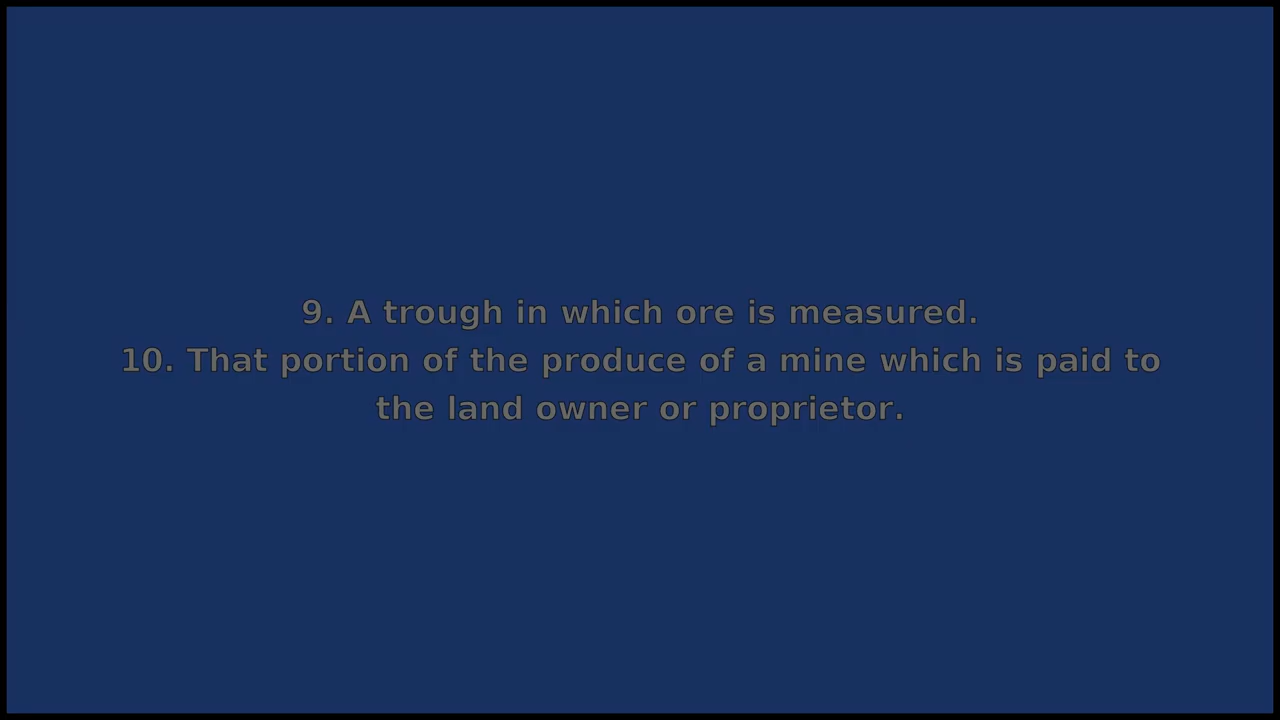 9. A trough in which ore is measured.
10. That portion of the produce of a mine which is paid to
the land owner or proprietor.